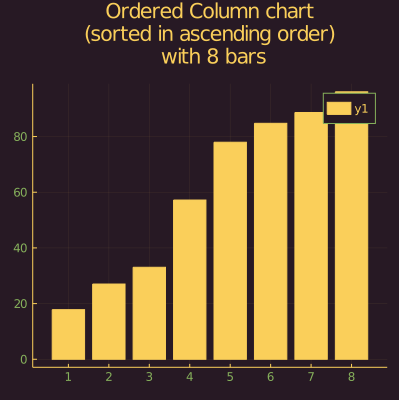 Ordered Column chart
(sorted in ascending order)
with 8 bars
y1
80
60
40
20
0
1 2 3 4 5 6 7 8